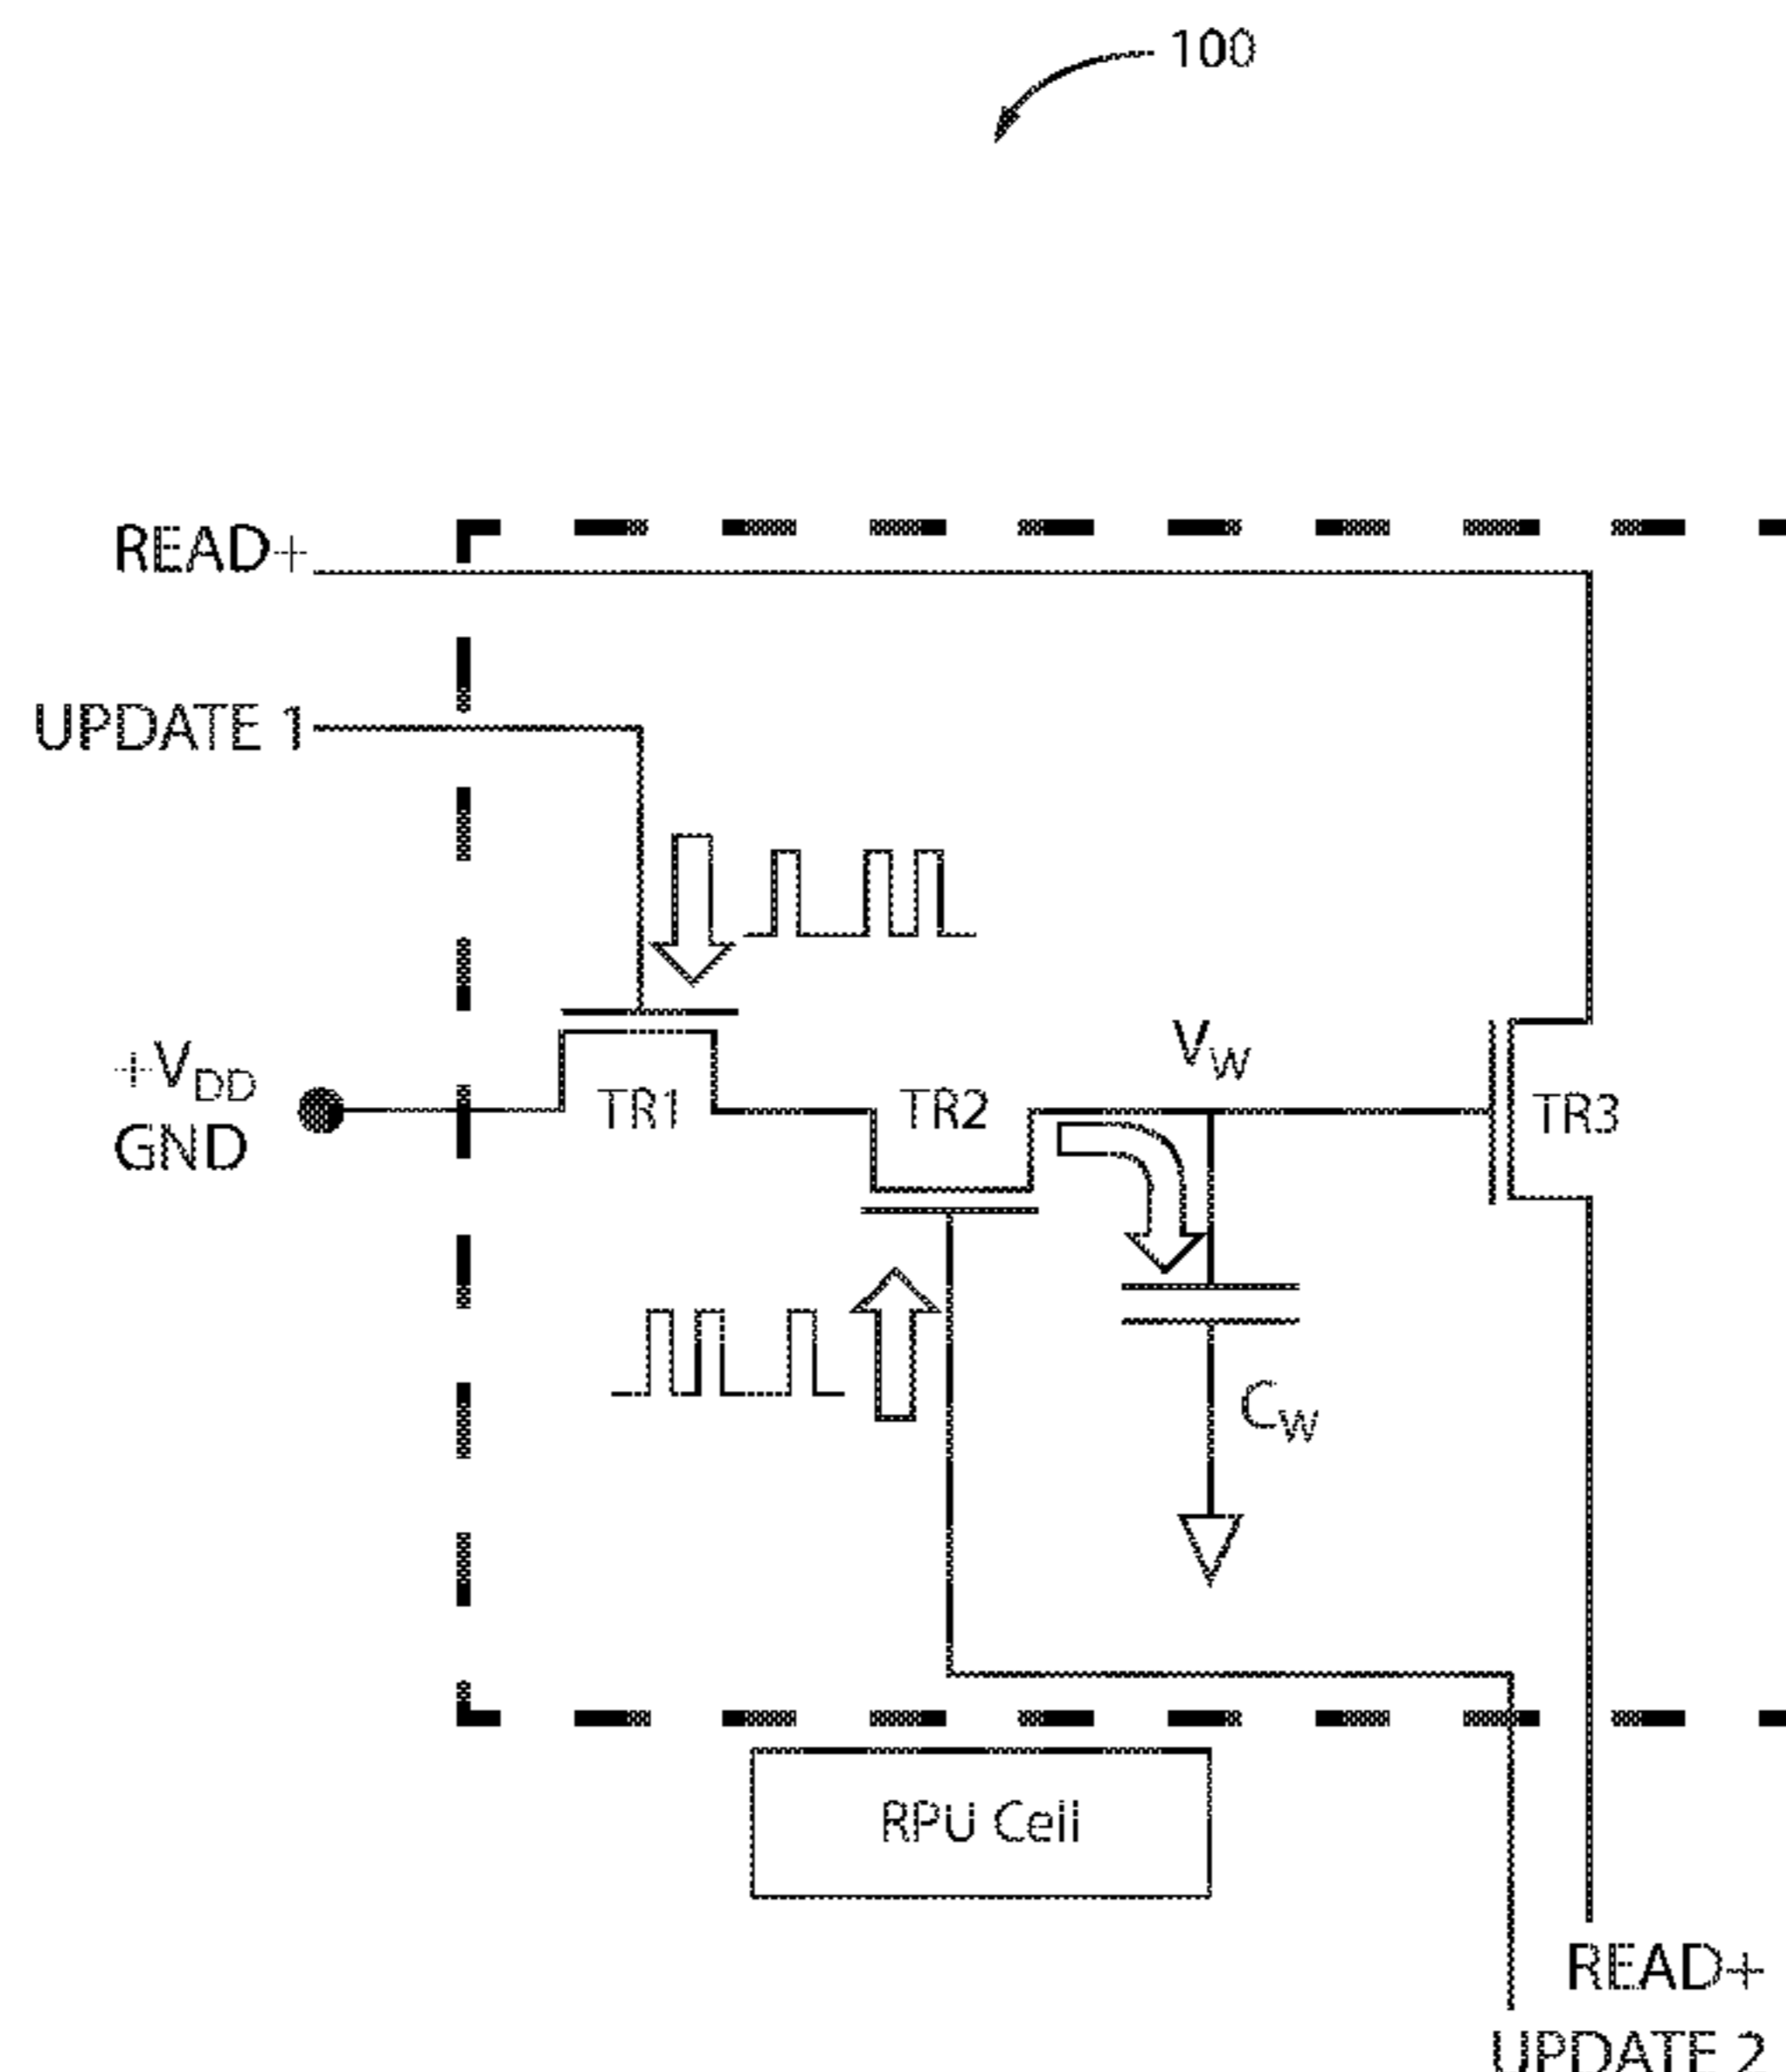 100
READ+
UPDATE 1
+VDD
GND
TR1
TR2
VW
TR3
CW
RPU Cell
READ+
UPDATE 2